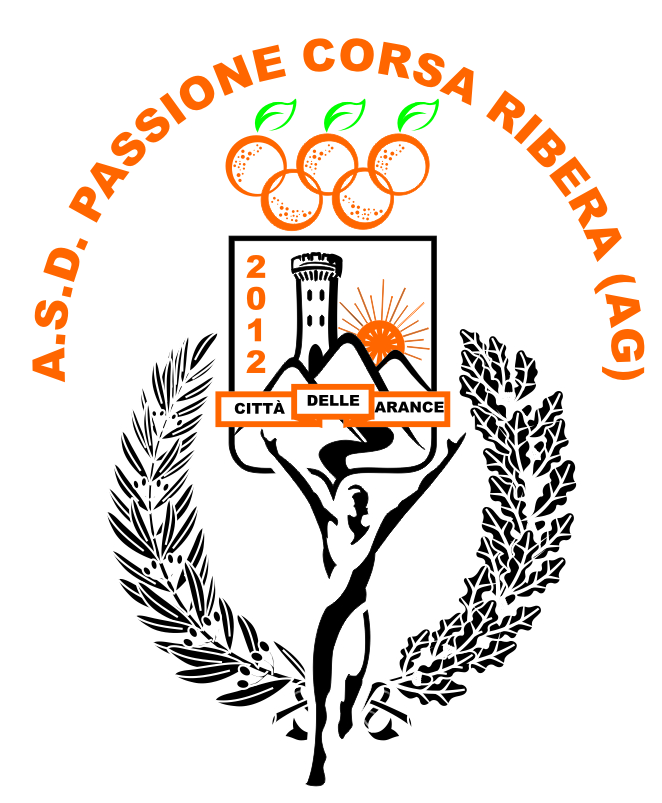 A.S.D. PASSIONE CORSA RIBERA (AG)
2012
CITTÀ DELLE ARANCE